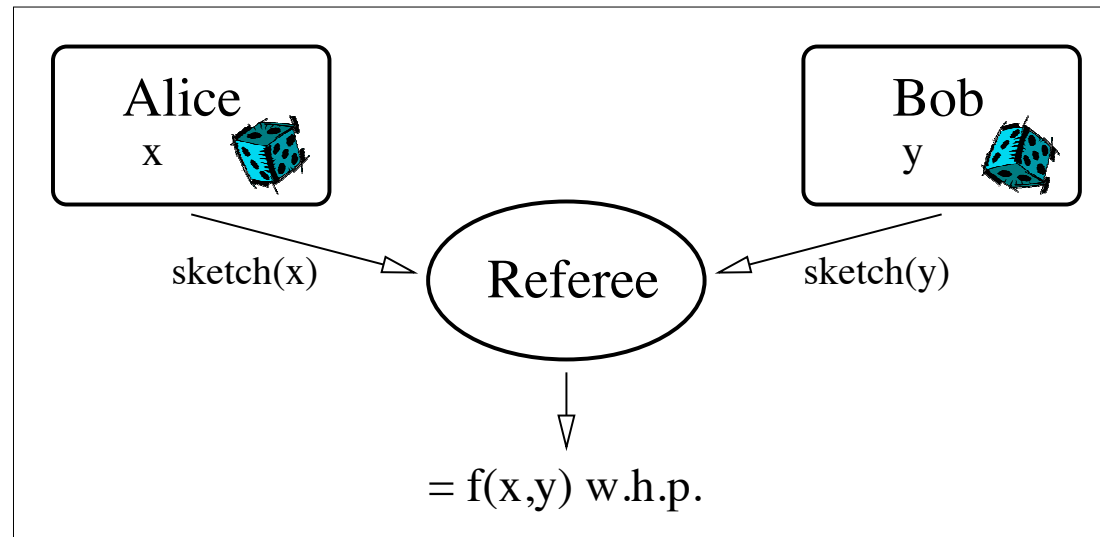 Alice
x
Bob
y
sketch(x)
Referee
sketch(y)
= f(x,y) w.h.p.